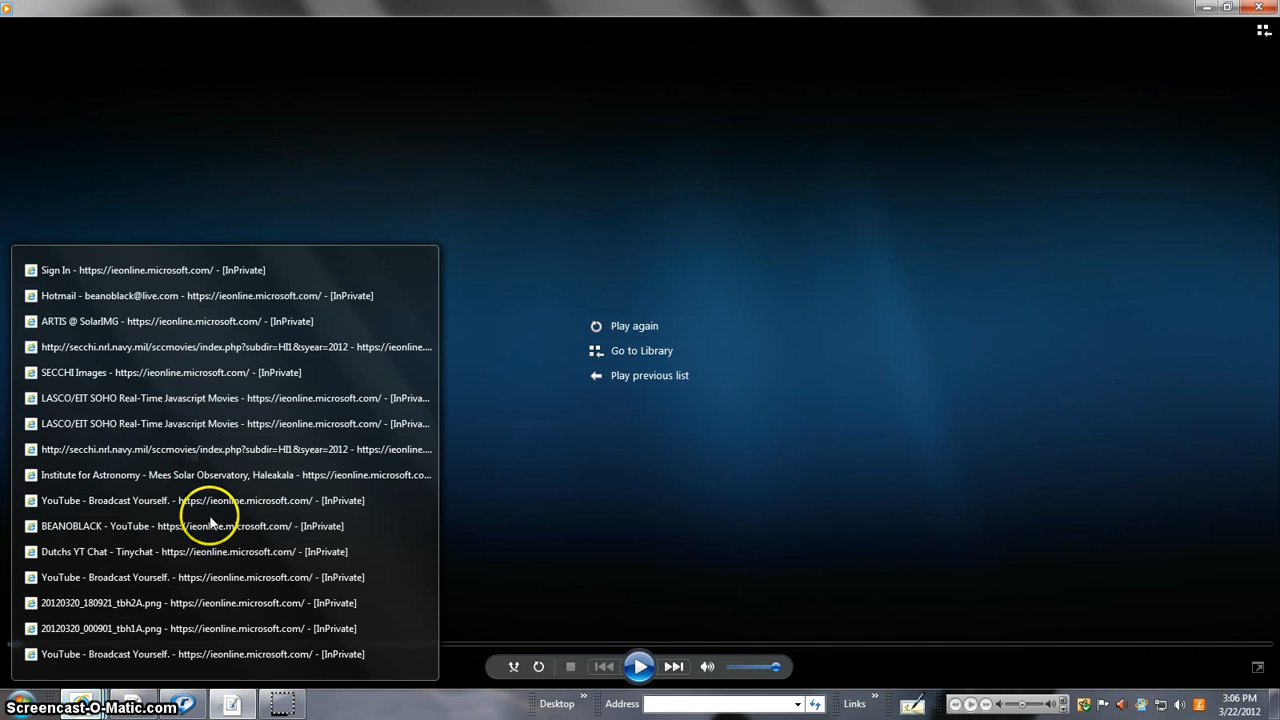 Sign In - https://ieonline.microsoft.com/ - [InPrivate]
Hotmail - beanoblack@live.com - https://ieonline.microsoft.com/ - [InPrivate]
ARTIS @ SolarIMG - https://ieonline.microsoft.com/ - [InPrivate]
http://secchi.nrl.navy.mil/sccmovies/index.php?subdir=HI1&syear=2012 - https://ieonline....
SECCHI Images - https://ieonline.microsoft.com/ - [InPrivate]
LASCO/EIT SOHO Real-Time Javascript Movies - https://ieonline.microsoft.com/ - [InPriva...
LASCO/EIT SOHO Real-Time Javascript Movies - https://ieonline.microsoft.com/ - [InPriva...
http://secchi.nrl.navy.mil/sccmovies/index.php?subdir=HI1&syear=2012 - https://ieonline....
Institute for Astronomy - Mees Solar Observatory, Haleakala - https://ieonline.microsoft.co...
YouTube - Broadcast Yourself. - https://ieonline.microsoft.com/ - [InPrivate]
BEANOBLACK - YouTube - https://ieonline.microsoft.com/ - [InPrivate]
Dutchs YT Chat - Tinychat - https://ieonline.microsoft.com/ - [InPrivate]
YouTube - Broadcast Yourself. - https://ieonline.microsoft.com/ - [InPrivate]
20120320_180921_tbh2A.png - https://ieonline.microsoft.com/ - [InPrivate]
20120320_000901_tbh1A.png - https://ieonline.microsoft.com/ - [InPrivate]
YouTube - Broadcast Yourself. - https://ieonline.microsoft.com/ - [InPrivate]
Play again
Go to Library
Play previous list
Screencast-O-Matic.com
Desktop »
Address
Links »
3:06 PM
3/22/2012